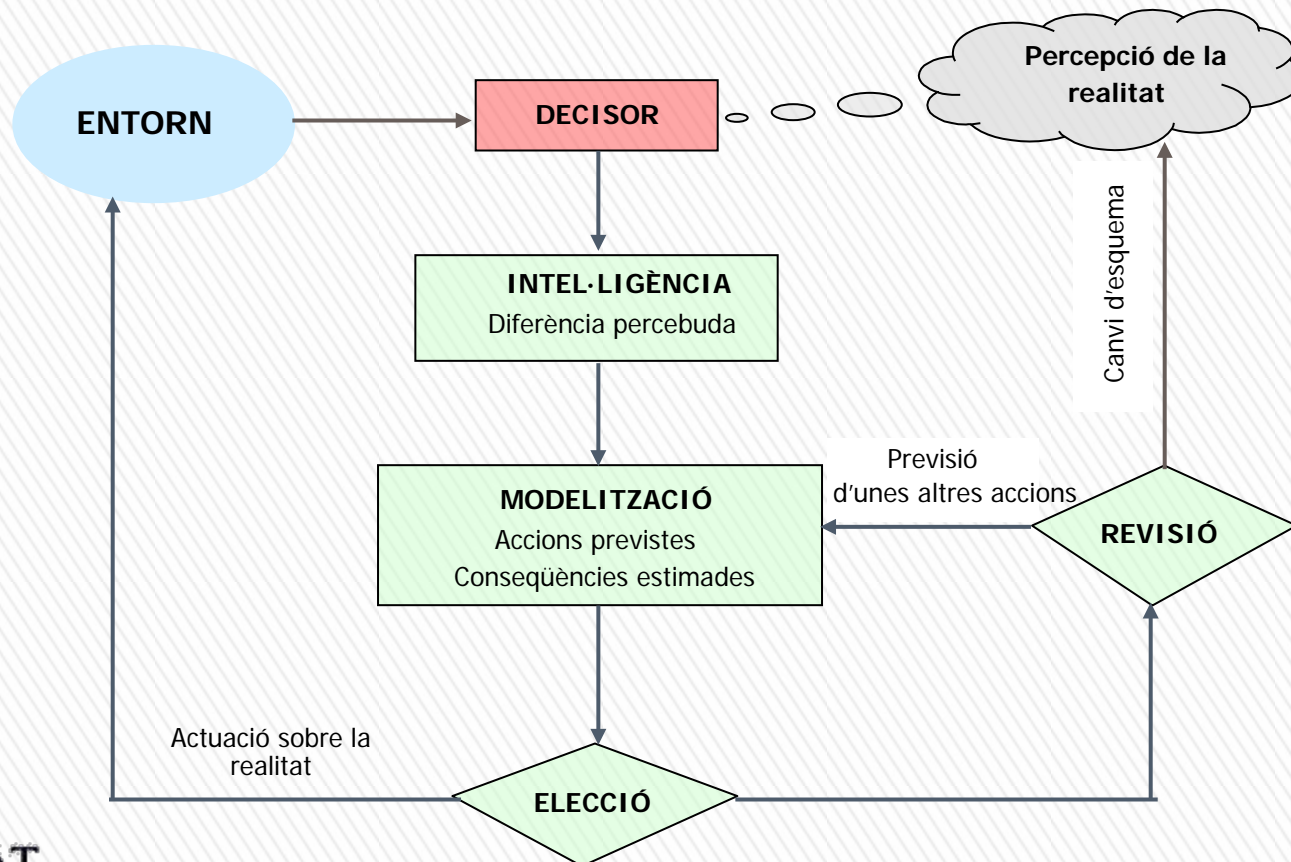 Percepció de la
realitat
ENTORN
DECISOR
Canvi d'esquema
INTEL·LIGÈNCIA
Diferència percebuda
Previsió
d'unes altres accions
MODELITZACIÓ
Accions previstes
Conseqüències estimades
REVISIÓ
Actuació sobre la
realitat
ELECCIÓ